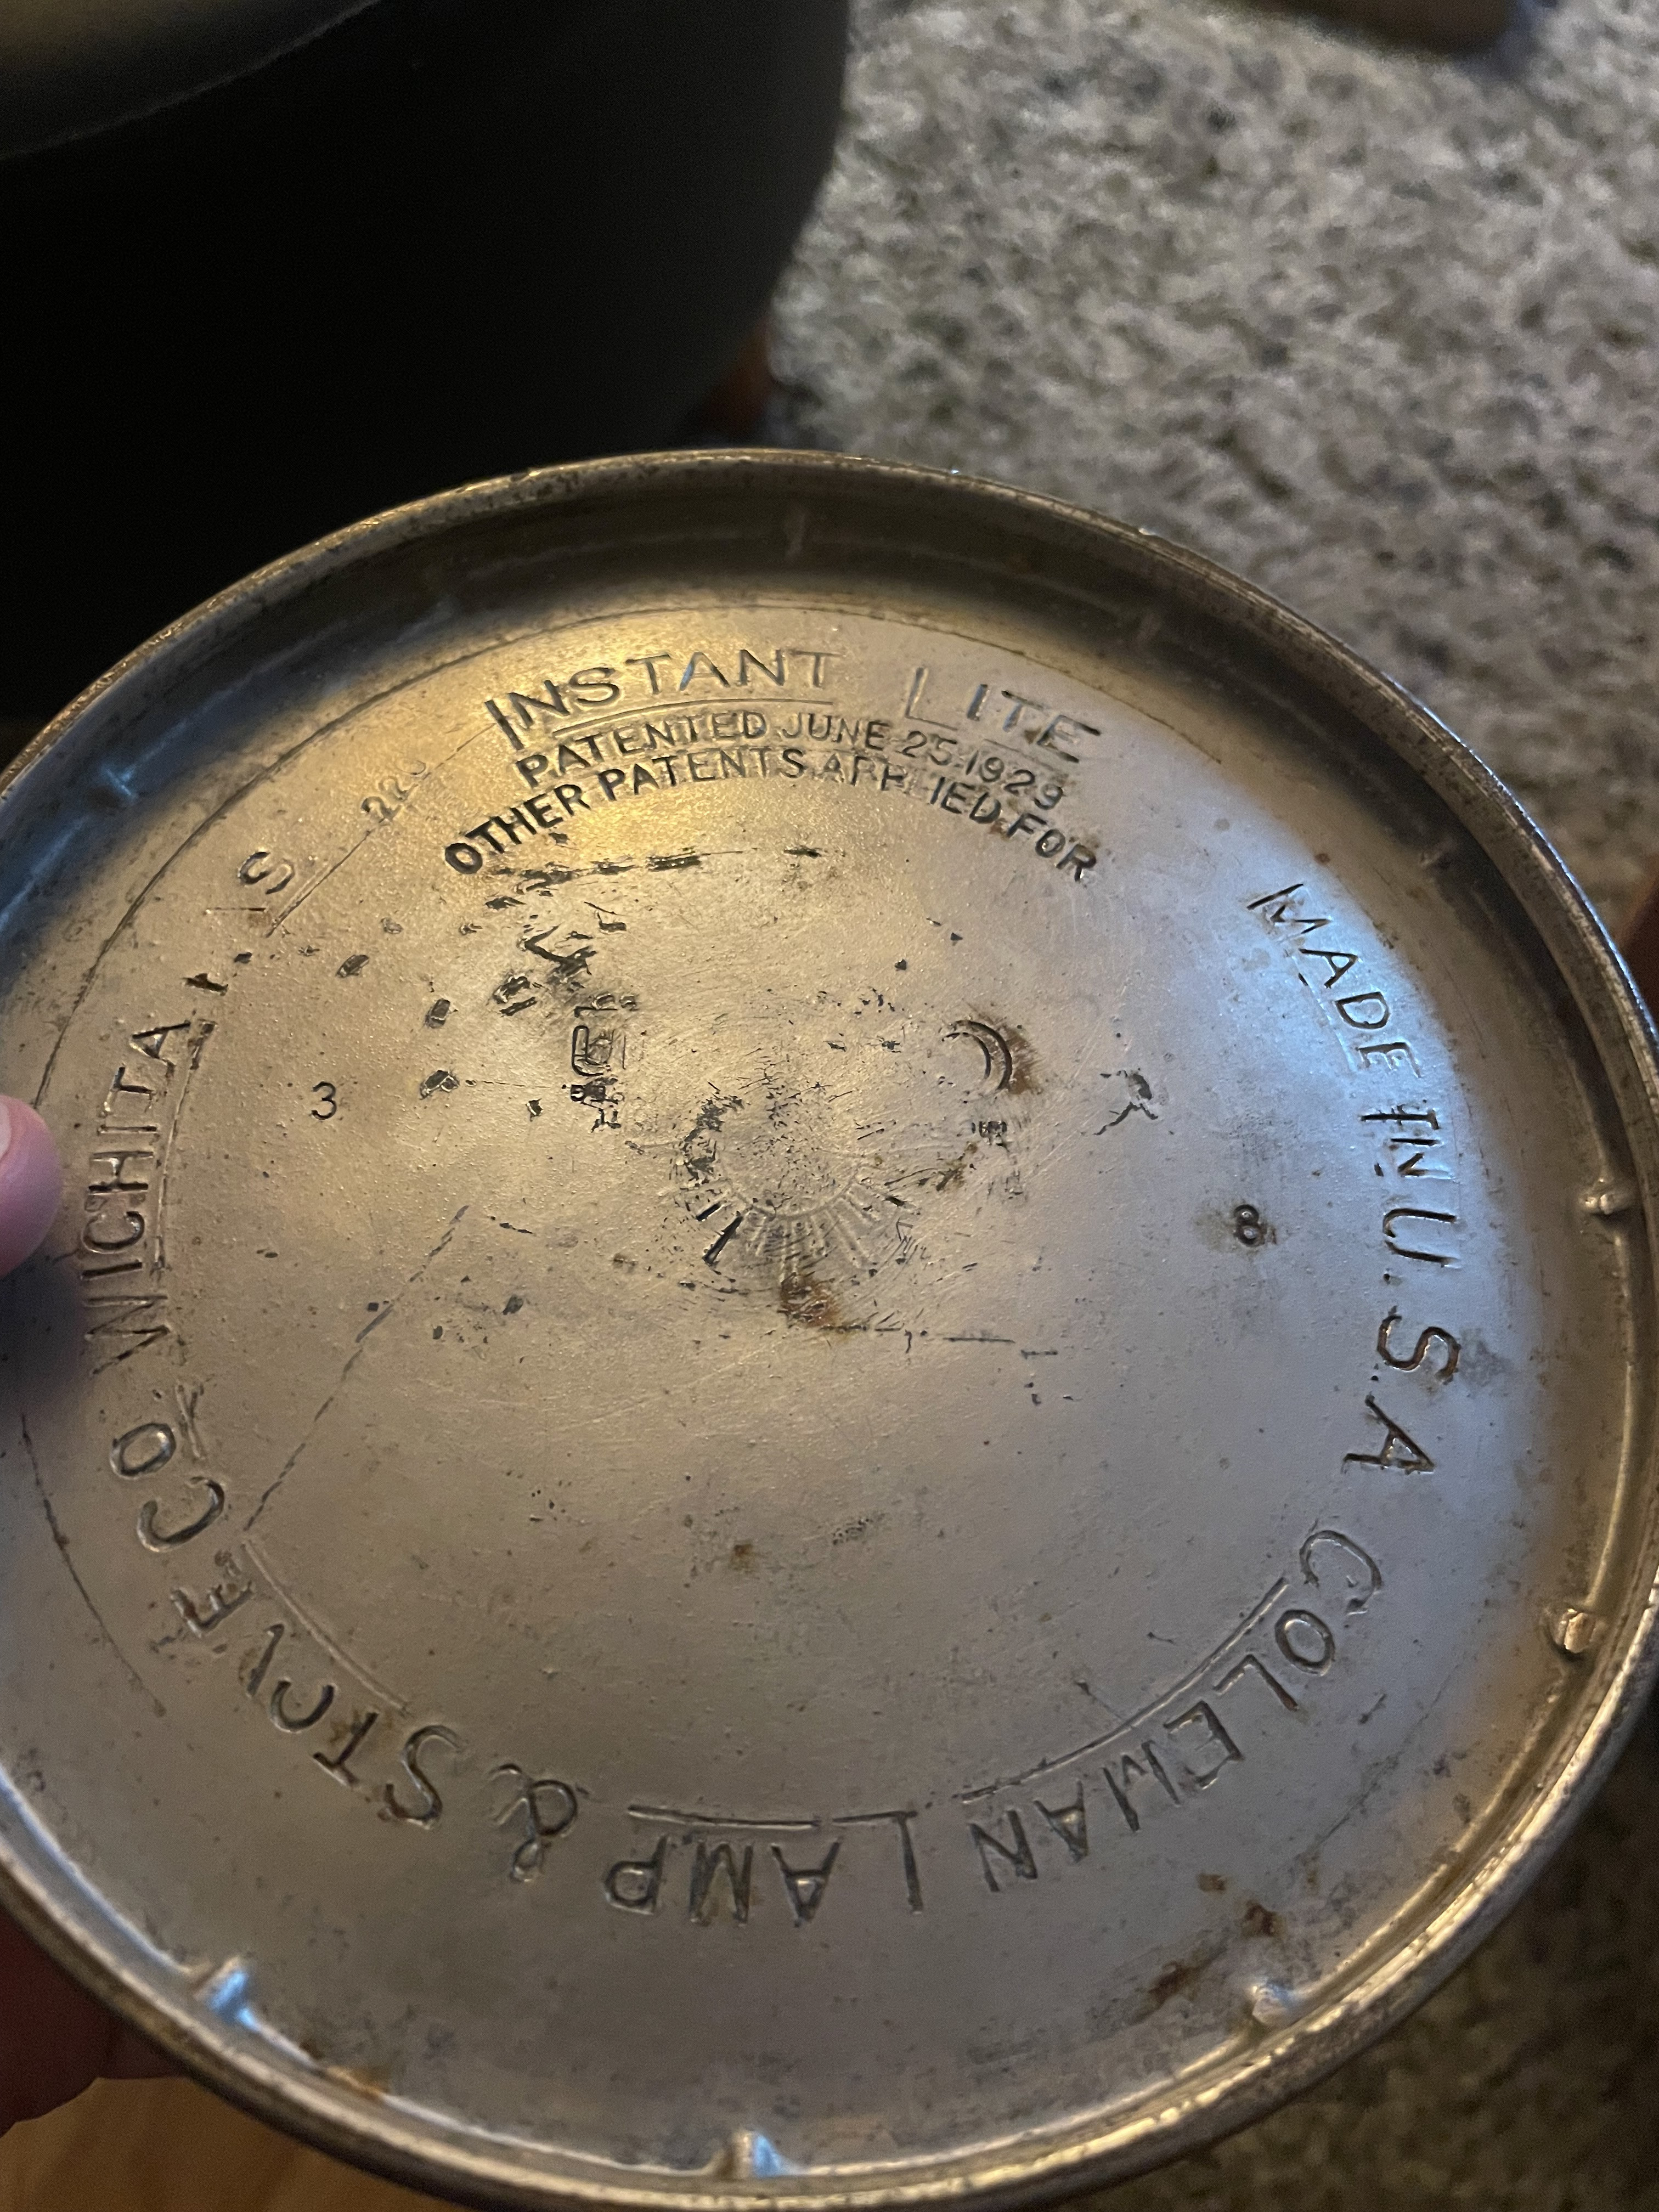 INSTANT LITE
PATENTED JUNE 25-1929
OTHER PATENTS APPLIED FOR
MADE IN U.S.A
COLEMAN LAMP & STOVE CO.
WICHITA
3
8